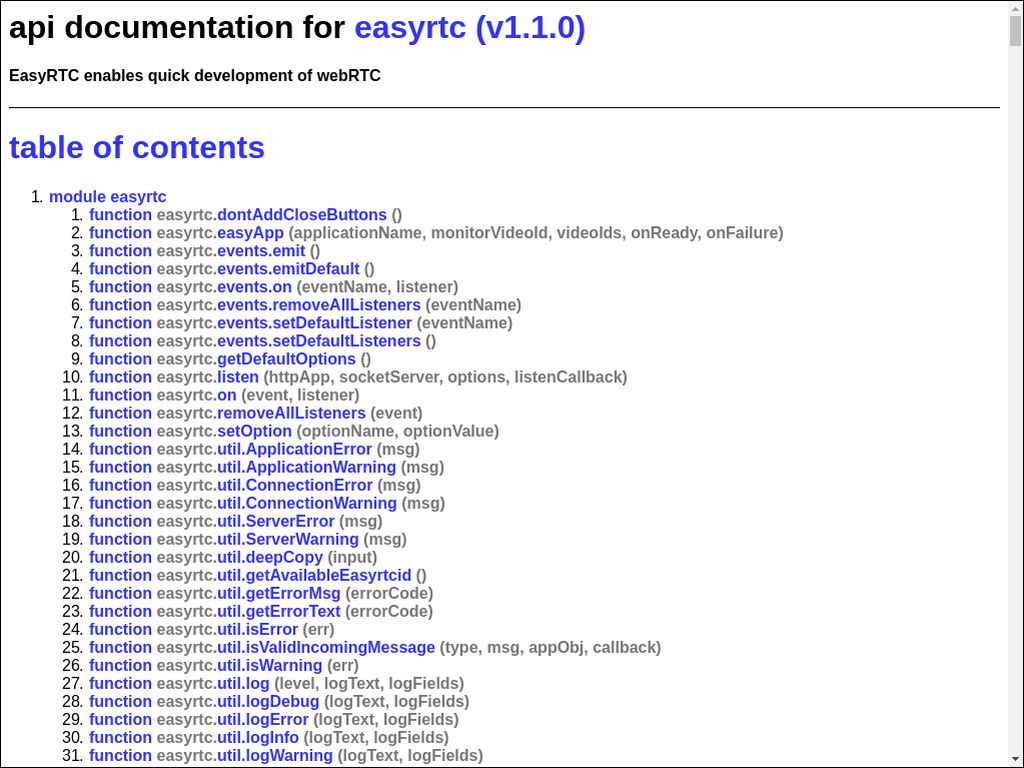 api documentation for easyrtc (v1.1.0)
EasyRTC enables quick development of webRTC
table of contents
1. module easyrtc
1. function easyrtc.dontAddCloseButtons ()
2. function easyrtc.easyApp (applicationName, monitorVideoId, videoIds, onReady, onFailure)
3. function easyrtc.events.emit ()
4. function easyrtc.events.emitDefault ()
5. function easyrtc.events.on (eventName, listener)
6. function easyrtc.events.removeAllListeners (eventName)
7. function easyrtc.events.setDefaultListener (eventName)
8. function easyrtc.events.setDefaultListeners ()
9. function easyrtc.getDefaultOptions ()
10. function easyrtc.listen (httpApp, socketServer, options, listenCallback)
11. function easyrtc.on (event, listener)
12. function easyrtc.removeAllListeners (event)
13. function easyrtc.setOption (optionName, optionValue)
14. function easyrtc.util.ApplicationError (msg)
15. function easyrtc.util.ApplicationWarning (msg)
16. function easyrtc.util.ConnectionError (msg)
17. function easyrtc.util.ConnectionWarning (msg)
18. function easyrtc.util.ServerError (msg)
19. function easyrtc.util.ServerWarning (msg)
20. function easyrtc.util.deepCopy (input)
21. function easyrtc.util.getAvailableEasyrtcid ()
22. function easyrtc.util.getErrorMsg (errorCode)
23. function easyrtc.util.getErrorText (errorCode)
24. function easyrtc.util.isError (err)
25. function easyrtc.util.isValidIncomingMessage (type, msg, appObj, callback)
26. function easyrtc.util.isWarning (err)
27. function easyrtc.util.log (level, logText, logFields)
28. function easyrtc.util.logDebug (logText, logFields)
29. function easyrtc.util.logError (logText, logFields)
30. function easyrtc.util.logInfo (logText, logFields)
31. function easyrtc.util.logWarning (logText, logFields)